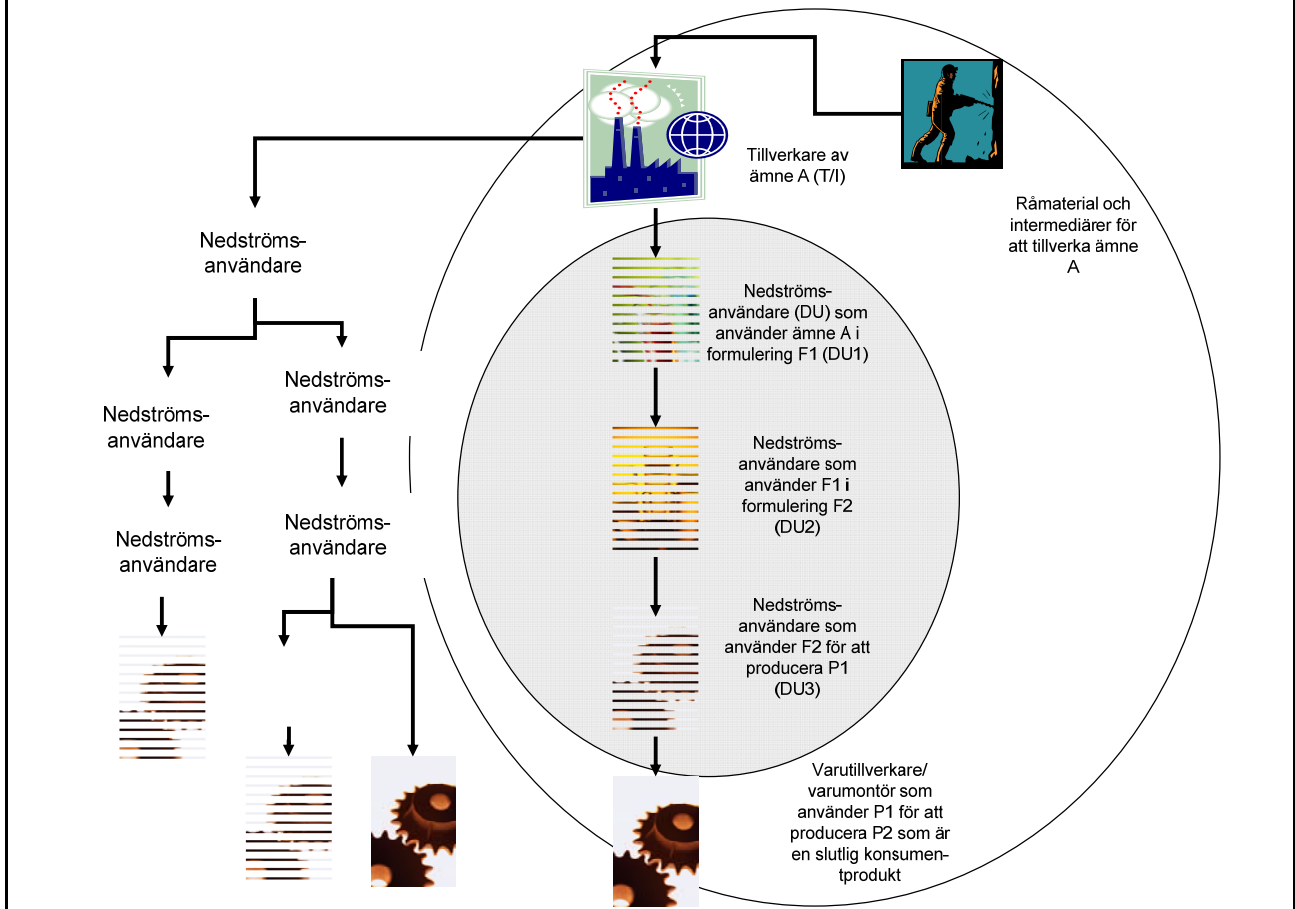 Tillverkare av
ämne A (T/I)
Råmaterial och
intermediärer för
att tillverka ämne
A
Nedströms-
användare
Nedströms-
användare (DU) som
använder ämne A i
formulering F1 (DU1)
Nedströms-
användare
Nedströms-
användare
Nedströms-
användare som
använder F1 i
formulering F2
(DU2)
Nedströms-
användare
Nedströms-
användare
Nedströms-
användare som
använder F2 för att
producera P1
(DU3)
Varutillverkare/
varumontör som
använder P1 för att
producera P2 som är
en slutlig konsumen-
tprodukt